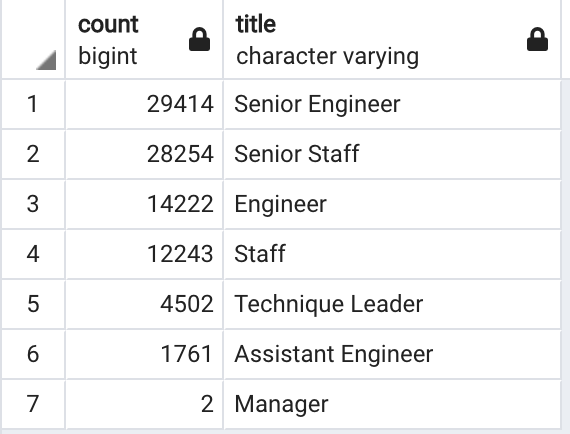 count title
bigint character varying
1 29414 Senior Engineer
2 28254 Senior Staff
3 14222 Engineer
4 12243 Staff
5 4502 Technique Leader
6 1761 Assistant Engineer
7 2 Manager